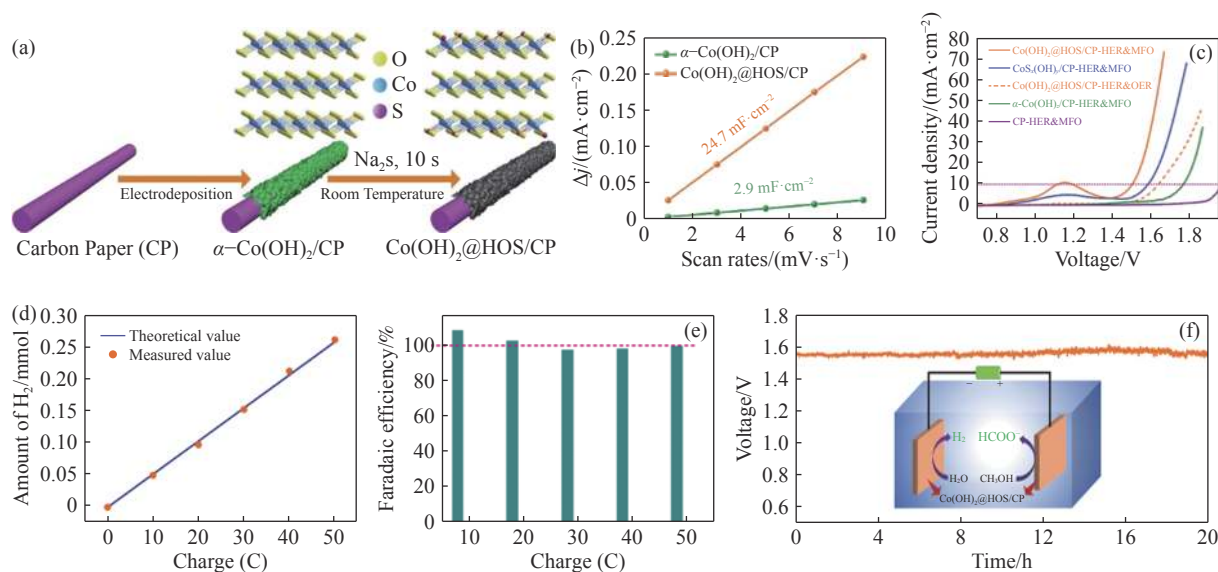 (a)
O
Co
S
Na₂s, 10 s
Electrodeposition
Room Temperature
Carbon Paper (CP)
α−Co(OH)₂/CP
Co(OH)₂@HOS/CP
(b)
0.25
0.20
0.15
0.10
0.05
0
Δj/(mA·cm⁻²)
α−Co(OH)₂/CP
Co(OH)₂@HOS/CP
24.7 mF·cm⁻²
2.9 mF·cm⁻²
0 2 4 6 8 10
Scan rates/(mV·s⁻¹)
(c)
80
70
60
50
40
30
20
10
0
Current density/(mA·cm⁻²)
Co(OH)₂@HOS/CP-HER&MFO
Co(OH)₂@HOS/CP-HER&OER
α-Co(OH)₂/CP-HER&MFO
CP-HER&MFO
0.8 1.0 1.2 1.4 1.6 1.8
Voltage/V
(d)
0.30
0.20
0.25
0.15
0.10
0.05
0.00
Amount of H₂/mmol
Theoretical value
Measured value
0 10 20 30 40 50
Charge (C)
(e)
100
80
60
40
20
0
Faradaic efficiency/%
10 20 30 40 50
Charge (C)
(f)
1.8
1.6
1.4
1.2
1.0
0.8
0.6
Voltage/V
− +
H₂ HCOO⁻
H₂O CH₃OH
Co(OH)₂@HOS/CP
0 4 8 12 16 20
Time/h